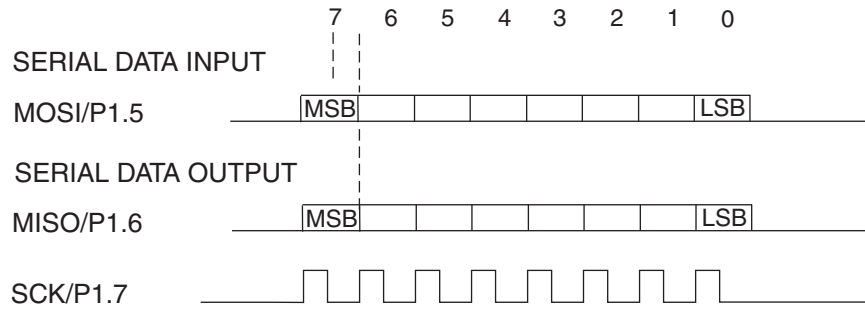 7 6 5 4 3 2 1 0
SERIAL DATA INPUT
MOSI/P1.5 MSB LSB
SERIAL DATA OUTPUT
MISO/P1.6 MSB LSB
SCK/P1.7